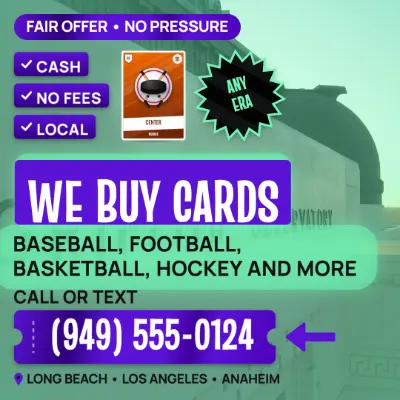 FAIR OFFER • NO PRESSURE
CASH
NO FEES
LOCAL
CENTER
ANY
ERA
WE BUY CARDS
BASEBALL, FOOTBALL,
BASKETBALL, HOCKEY AND MORE
CALL OR TEXT
(949) 555-0124
LONG BEACH • LOS ANGELES • ANAHEIM